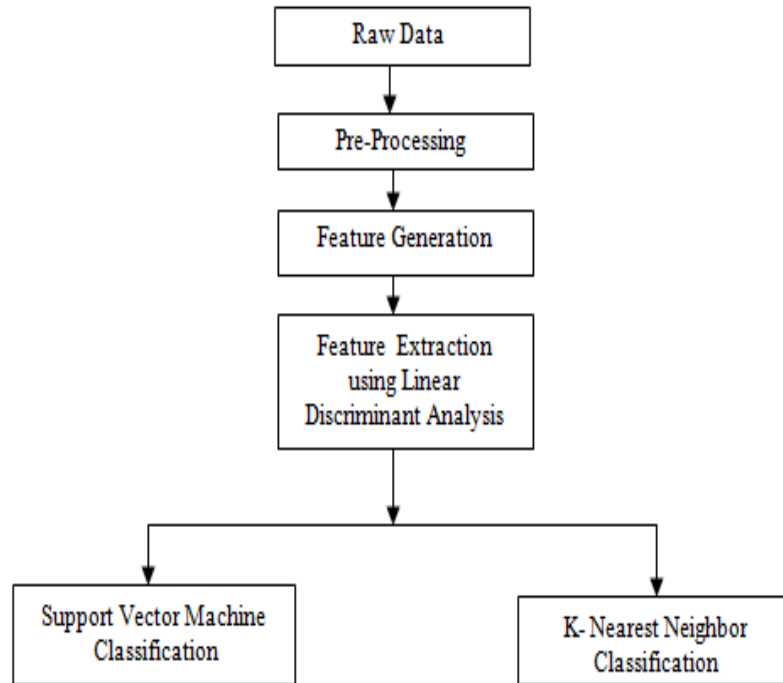 Raw Data
Pre-Processing
Feature Generation
Feature Extraction
using Linear
Discriminant Analysis
Support Vector Machine
Classification
K- Nearest Neighbor
Classification